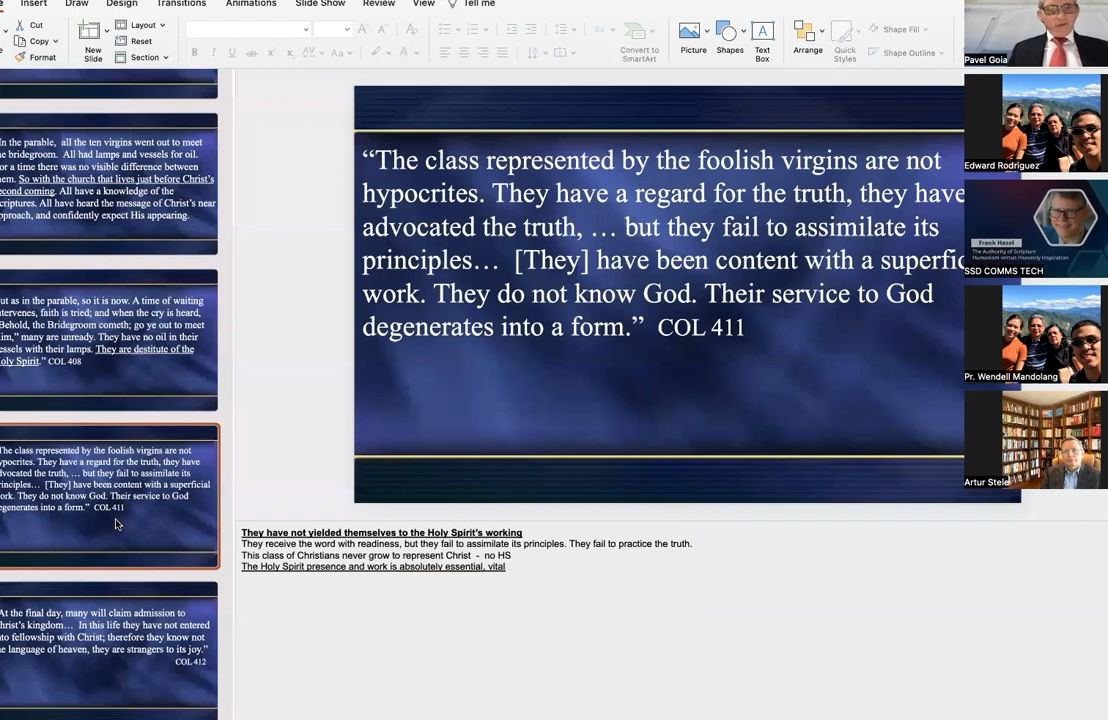 Insert Draw Design Transitions Animations Slide Show Review View Tell me
Cut
Copy
Format
New
Slide
Layout
Reset
Section
B I U
Convert to
SmartArt
Picture
Shapes
Text
Box
Arrange
Quick
Styles
Shape Fill
Shape Outline
In the parable, all the ten virgins went out to meet
he bridegroom. All had lamps and vessels for oil.
or a time there was no visible difference between
hem. So with the church that lives just before Christ's
econd coming. All have a knowledge of the
criptures. All have heard the message of Christ's near
pproach, and confidently expect His appearing.
ut as in the parable, so it is now. A time of waiting
ntervenes, faith is tried; and when the cry is heard,
Behold, the Bridegroom cometh; go ye out to meet
im," many are unready. They have no oil in their
essels with their lamps. They are destitute of the
oly Spirit." COL 408
The class represented by the foolish virgins are not
ypocrites. They have a regard for the truth, they have
dvocated the truth, … but they fail to assimilate its
rinciples… [They] have been content with a superficial
ork. They do not know God. Their service to God
egenerates into a form." COL 411
At the final day, many will claim admission to
hrist's kingdom… In this life they have not entered
nto fellowship with Christ; therefore they know not
he language of heaven, they are strangers to its joy."
COL 412
“The class represented by the foolish virgins are not
hypocrites. They have a regard for the truth, they have
advocated the truth, … but they fail to assimilate its
principles… [They] have been content with a superfic
work. They do not know God. Their service to God
degenerates into a form.” COL 411
They have not yielded themselves to the Holy Spirit's working
They receive the word with readiness, but they fail to assimilate its principles. They fail to practice the truth.
This class of Christians never grow to represent Christ - no HS
The Holy Spirit presence and work is absolutely essential, vital
Pavel Goia
Edward Rodriguez
Frank Hasel
The Authority of Scripture
Humanism versus Heavenly Inspiration
SSD COMMS TECH
Pr. Wendell Mandolang
Artur Stele